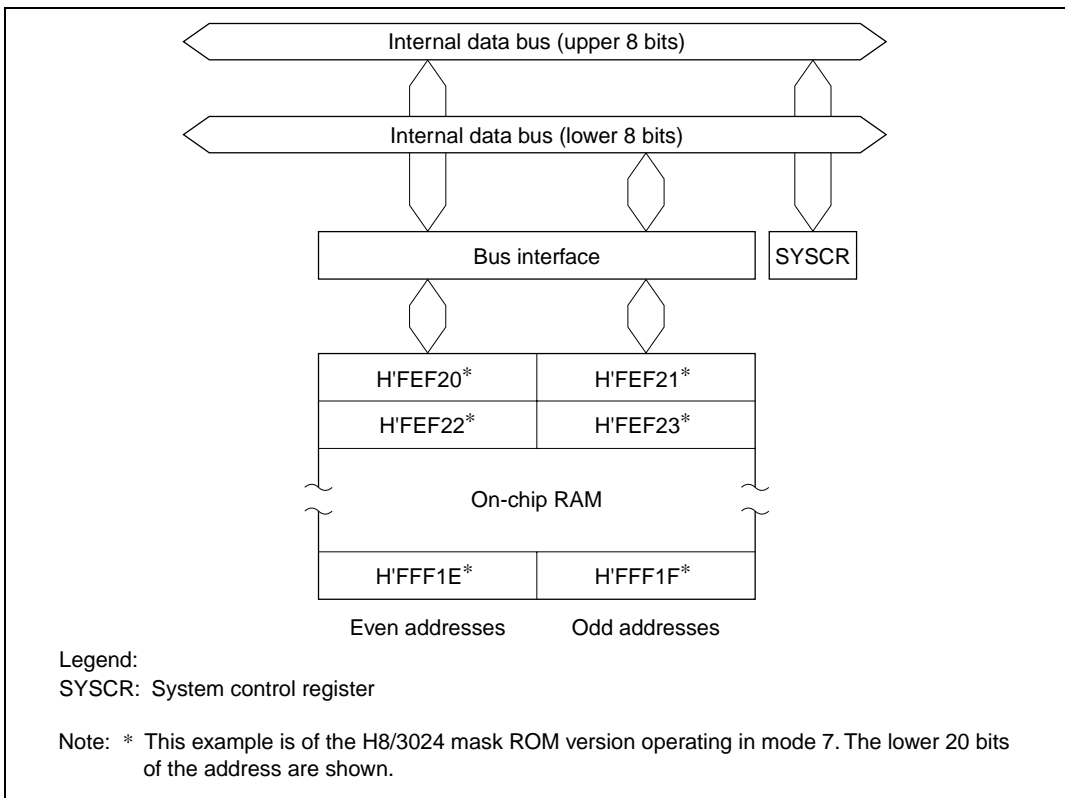 Internal data bus (upper 8 bits)
Internal data bus (lower 8 bits)
Bus interface
SYSCR
H'FEF20*
H'FEF21*
H'FEF22*
H'FEF23*
On-chip RAM
H'FFF1E*
H'FFF1F*
Even addresses
Odd addresses
Legend:
SYSCR: System control register
Note: * This example is of the H8/3024 mask ROM version operating in mode 7. The lower 20 bits
of the address are shown.